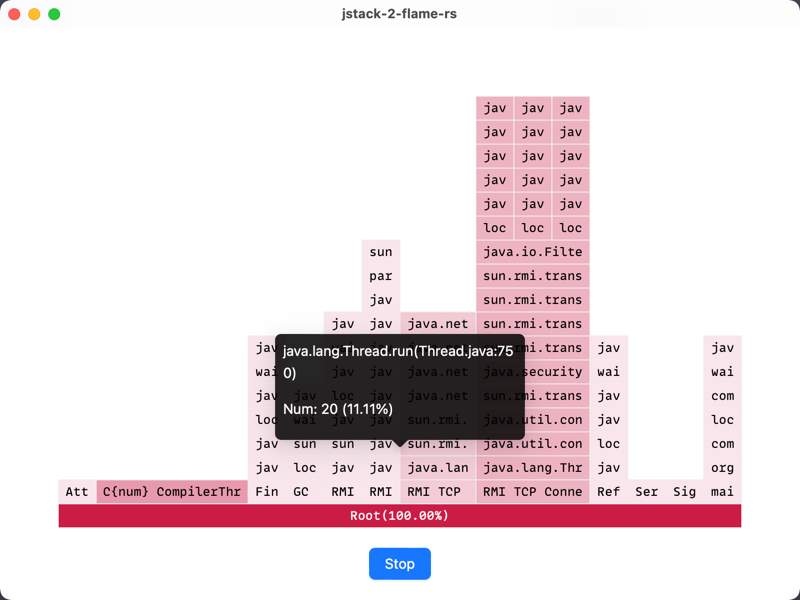 jstack-2-flame-rs
jav jav jav
jav jav jav
jav jav jav
jav jav jav
jav jav jav
loc loc loc
sun java.io.Filte
par sun.rmi.trans
jav sun.rmi.trans
jav jav java.net sun.rmi.trans
jav rmi.trans jav jav
java.lang.Thread.run(Thread.java:75
0)
Num: 20 (11.11%)
wai jav jav java.net java.security wai wai
jav jav loc jav java.net sun.rmi.trans jav com
loc wai jav jav sun.rmi. java.util.con loc loc
jav sun sun jav sun.rmi. java.util.con loc com
jav loc jav jav java.lan java.lang.Thr jav org
Att C{num} CompilerThr Fin GC RMI RMI RMI TCP RMI TCP Conne Ref Ser Sig mai
Root(100.00%)
Stop